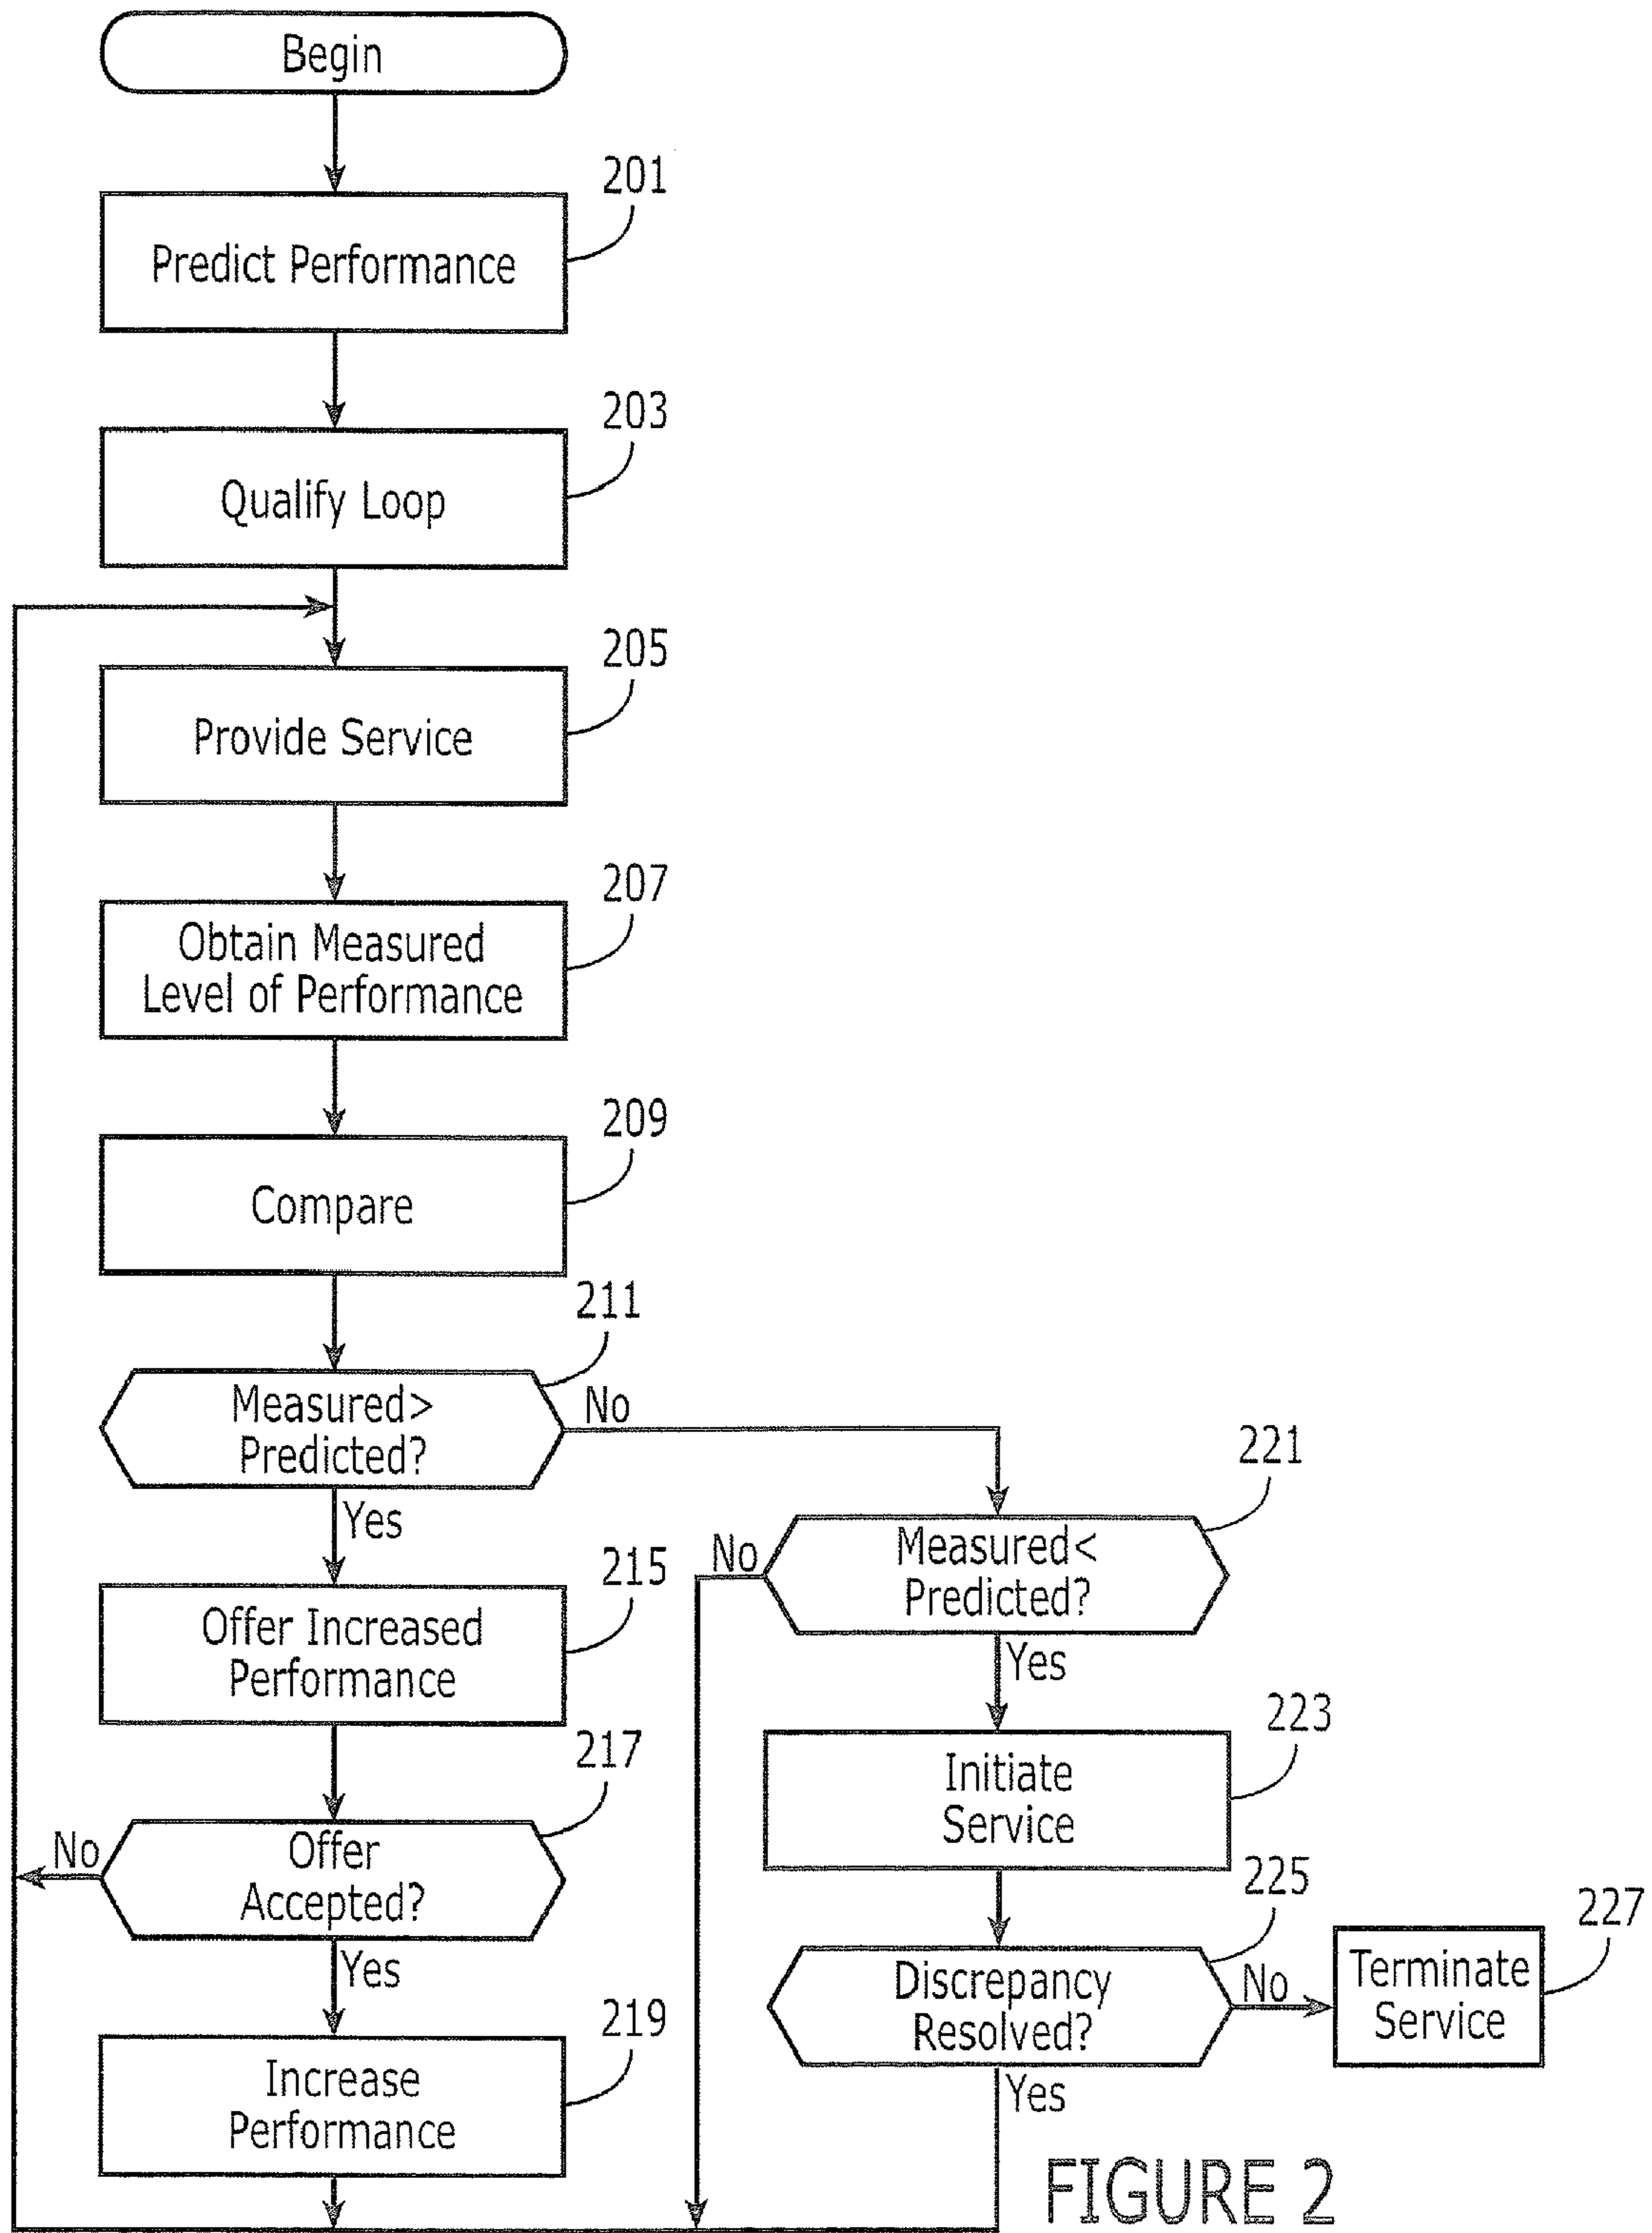 Begin
201
Predict Performance
203
Qualify Loop
205
Provide Service
207
Obtain Measured
Level of Performance
209
Compare
211
Measured>
Predicted?
No
Yes
221
Measured<
Predicted?
No
Yes
215
Offer Increased
Performance
223
Initiate
Service
217
Offer
Accepted?
No
Yes
225
Discrepancy
Resolved?
No
Yes
227
Terminate
Service
219
Increase
Performance
FIGURE 2